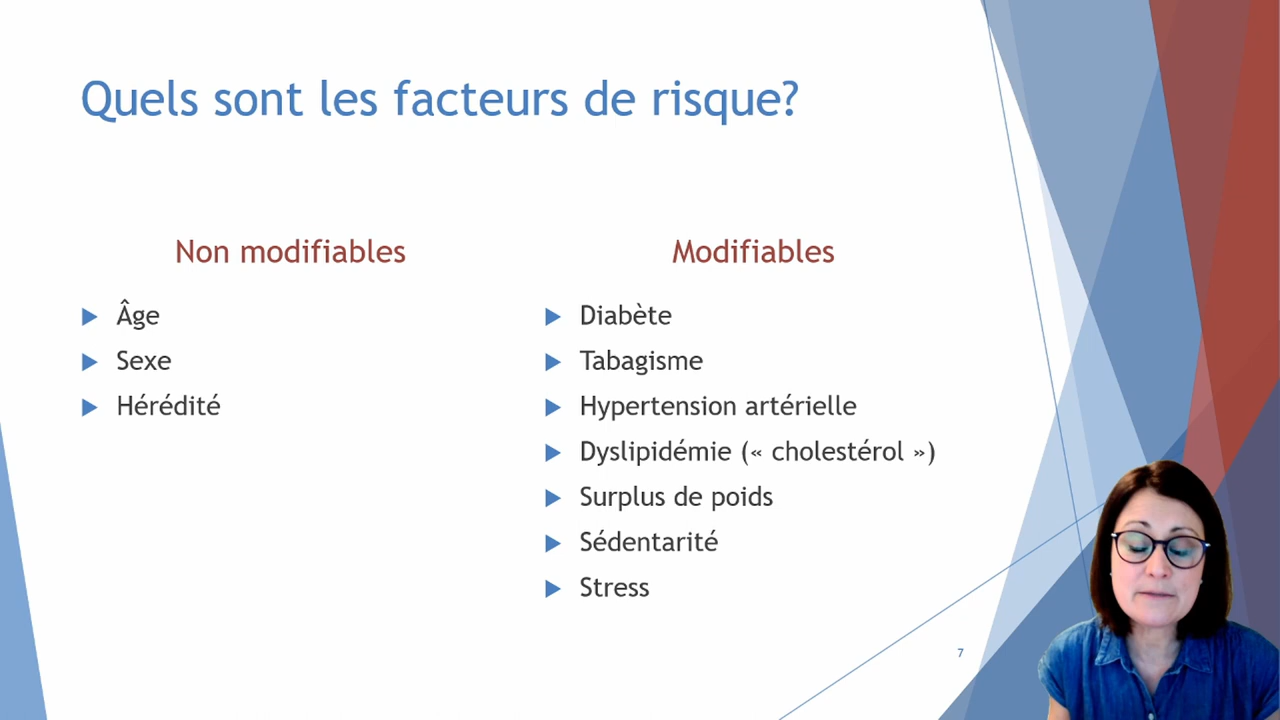 Quels sont les facteurs de risque?
Non modifiables
Âge
Sexe
Hérédité
Modifiables
Diabète
Tabagisme
Hypertension artérielle
Dyslipidémie (« cholestérol »)
Surplus de poids
Sédentarité
Stress
7